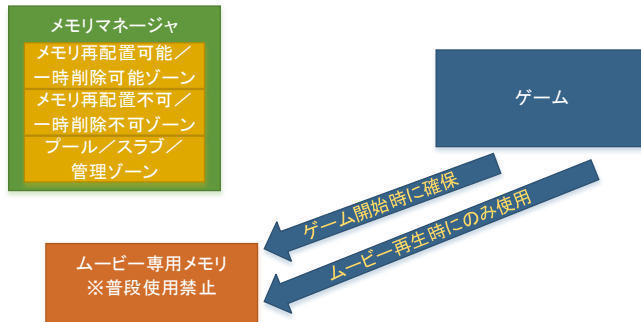 メモリマネージャ
メモリ再配置可能／
一時削除可能ゾーン
メモリ再配置不可／
一時削除不可ゾーン
プール／スラブ／
管理ゾーン
ゲーム
ゲーム開始時に確保
ムービー再生時にのみ使用
ムービー専用メモリ
※普段使用禁止